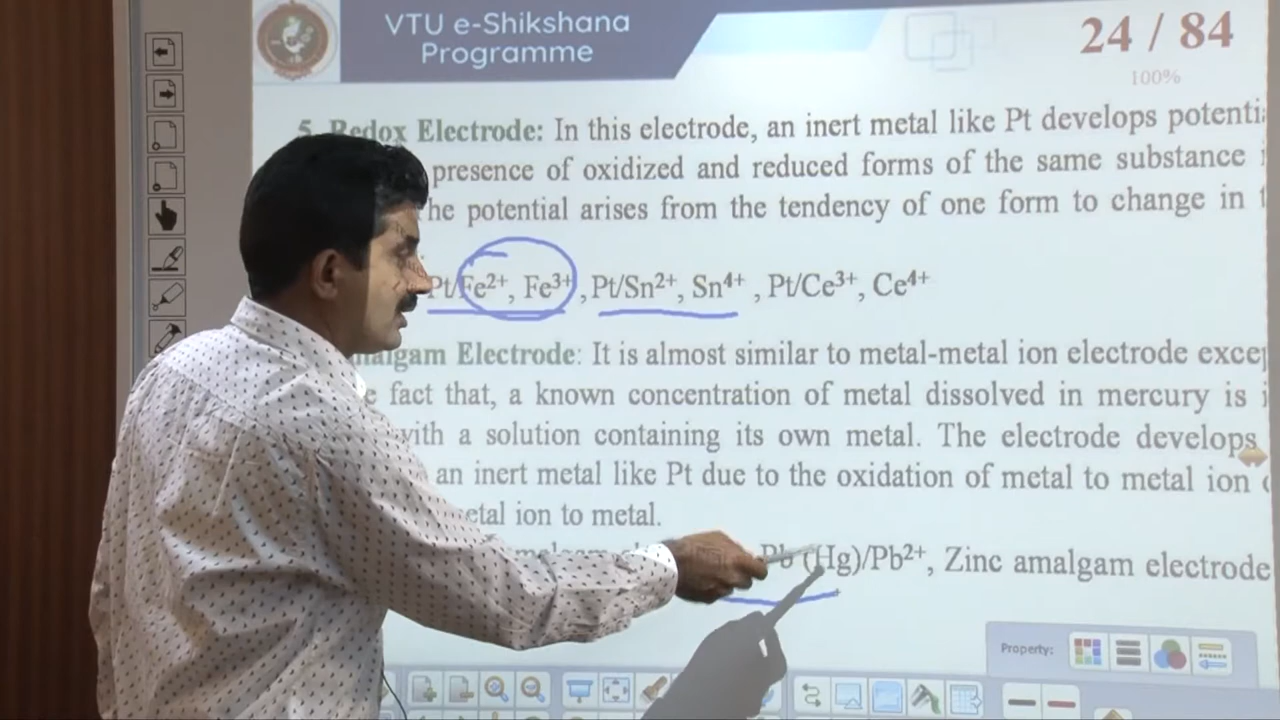 VTU e-Shikshana
Programme
24 / 84
100%
5. Redox Electrode: In this electrode, an inert metal like Pt develops
presence of oxidized and reduced forms of the same substance
The potential arises from the tendency of one form to change in
Pt/Fe²⁺, Fe³⁺, Pt/Sn²⁺, Sn⁴⁺ , Pt/Ce³⁺, Ce⁴⁺
Electrode: It is almost similar to metal-metal ion electrode
fact that, a known concentration of metal dissolved in mercury is
with a solution containing its own metal. The electrode develops
an inert metal like Pt due to the oxidation of metal to metal ion
ion to metal.
Pb (Hg)/Pb²⁺, Zinc amalgam electrode
Property: